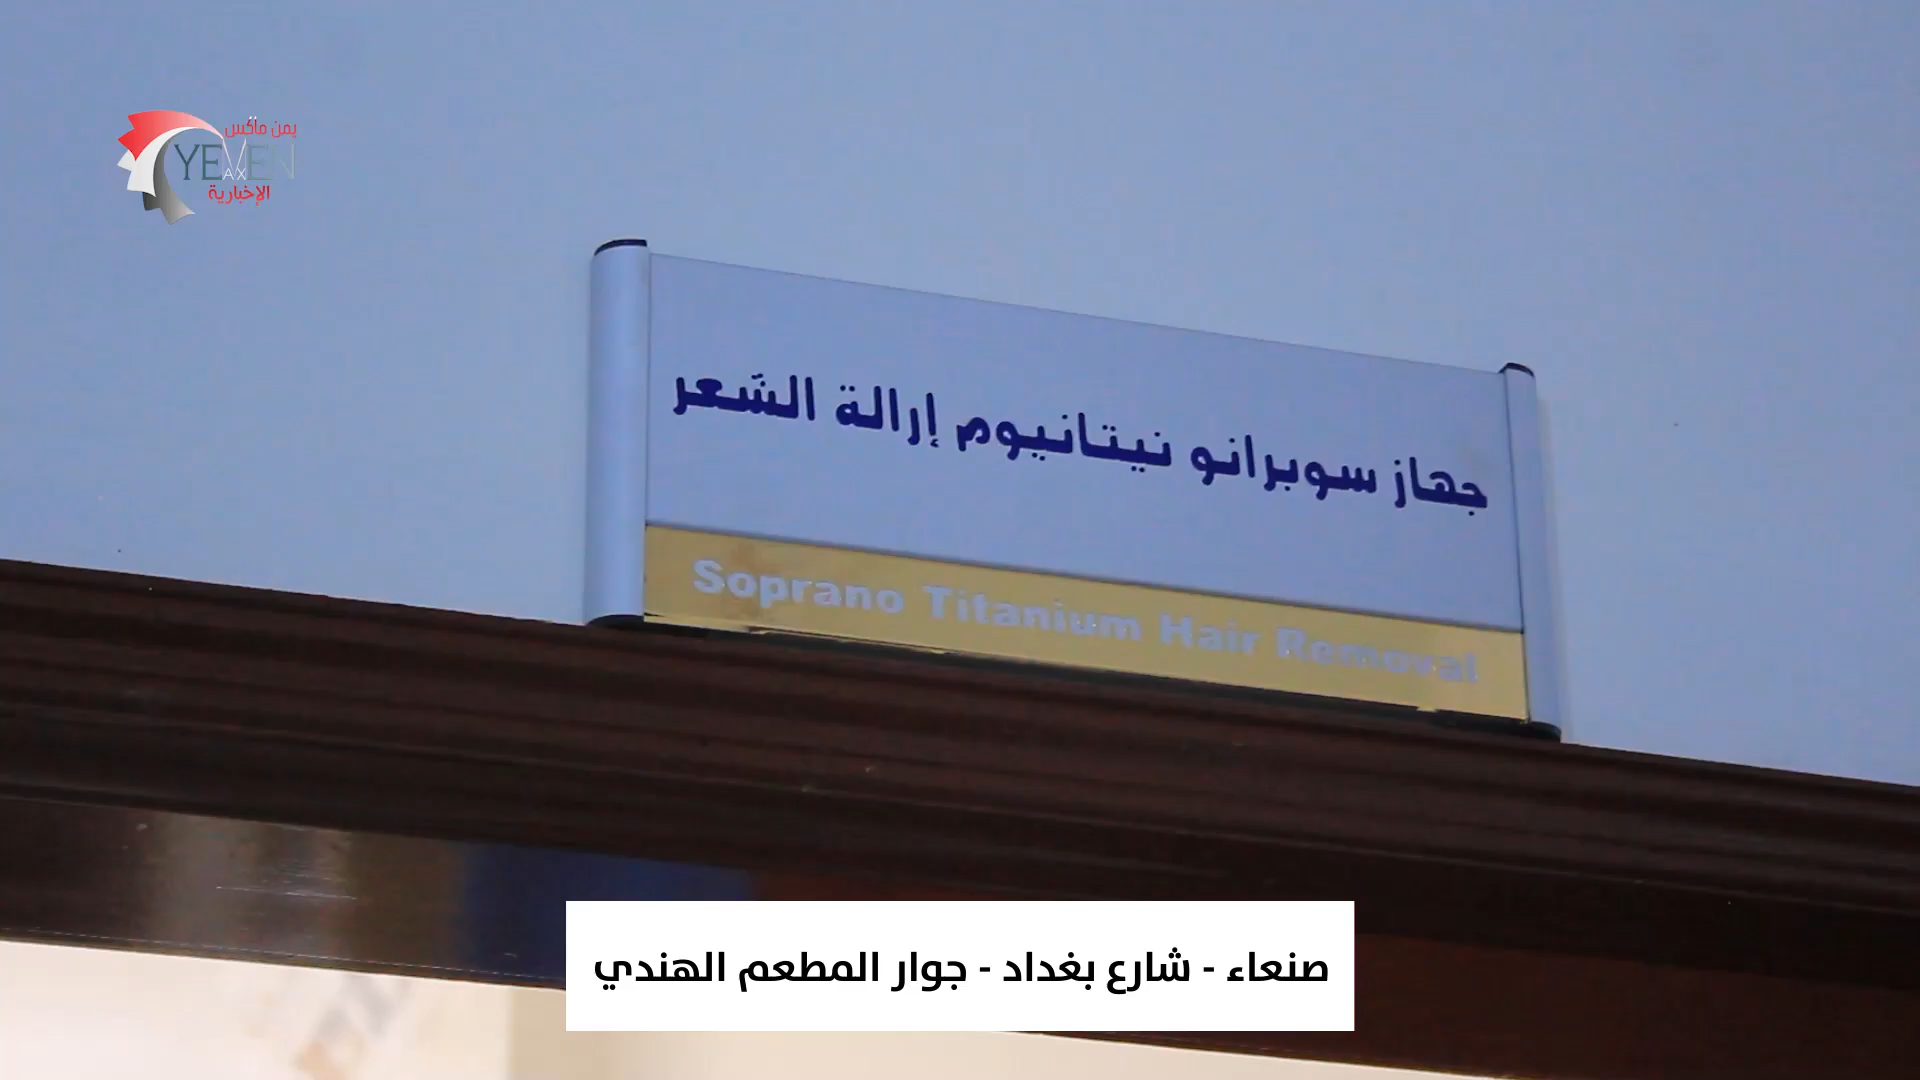 يمن ماكس
YEMEN
MAX
الإخبارية
جهاز سوبرانو نيتانيوم إرالة الشعر
Soprano Titanium Hair Removal
صنعاء - شارع بغداد - جوار المطعم الهندي